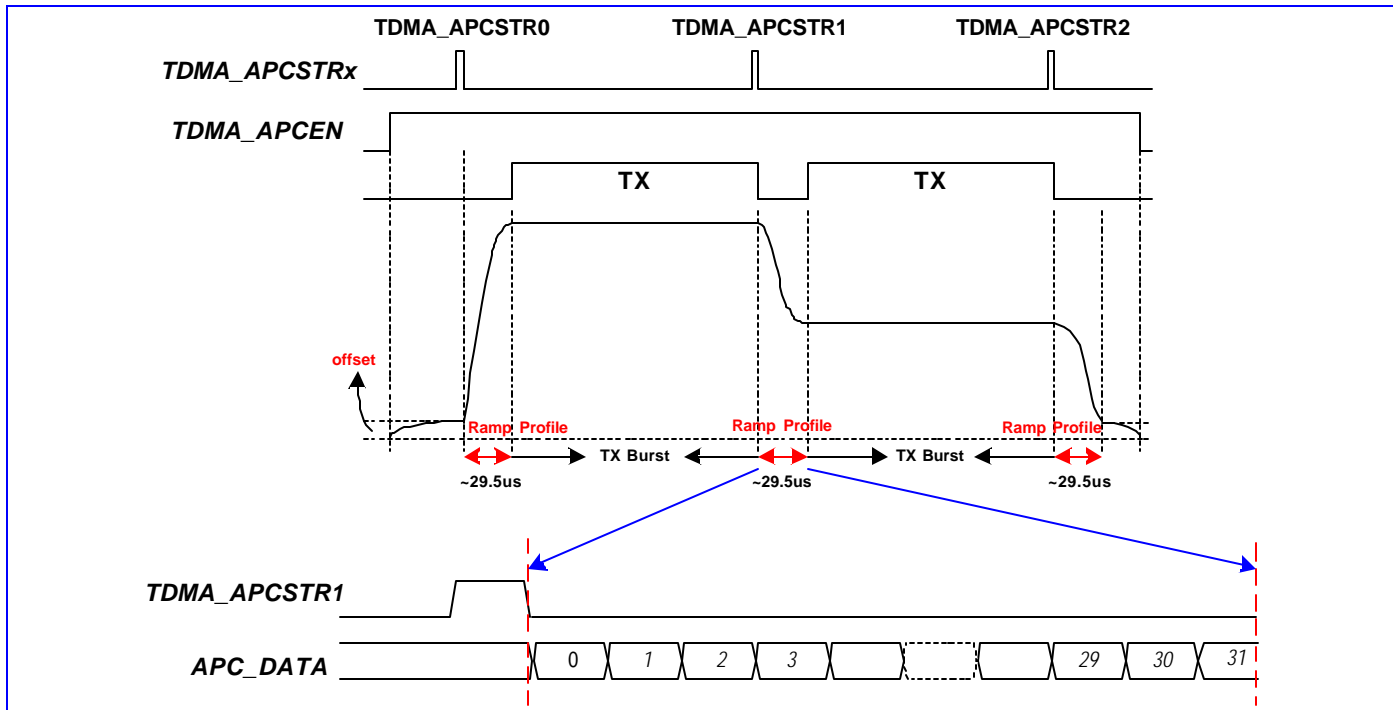 TDMA_APCSTR0 TDMA_APCSTR1 TDMA_APCSTR2
TDMA_APCSTRx
TDMA_APCEN
TX TX
offset
Ramp Profile Ramp Profile Ramp Profile
TX Burst TX Burst
~29.5us ~29.5us ~29.5us
TDMA_APCSTR1
APC_DATA 0 1 2 3 29 30 31